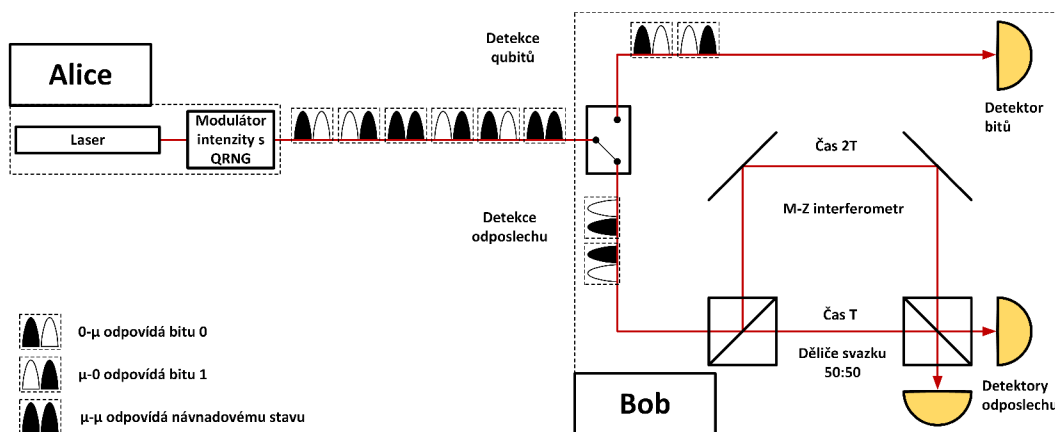 Alice
Laser
Modulátor
intenzity s
QRNG
Detekce
qubitů
Detektor
bitů
Čas 2T
M-Z interferometr
Detekce
odposlechu
Čas T
Děliče svazku
50:50
Detektory
odposlechu
Bob
0-μ odpovídá bitu 0
μ-0 odpovídá bitu 1
μ-μ odpovídá návnadovému stavu